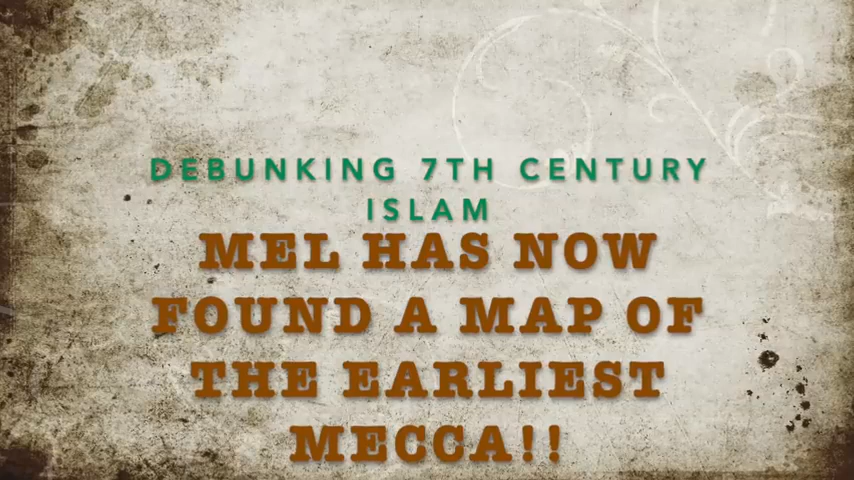 DEBUNKING 7TH CENTURY
ISLAM
MEL HAS NOW
FOUND A MAP OF
THE EARLIEST
MECCA!!